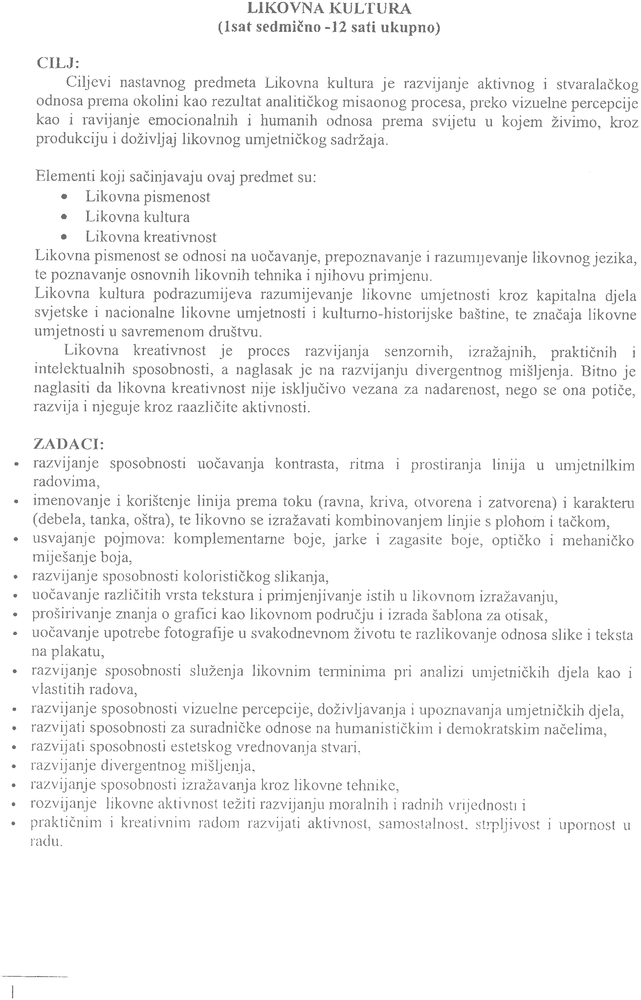 LIKOVNA KULTURA
(1sat sedmično -12 sati ukupno)
CILJ:
Ciljevi nastavnog predmeta Likovna kultura je razvijanje aktivnog i stvaralačkog
odnosa prema okolini kao rezultat analitičkog misaonog procesa, preko vizuelne percepcije
kao i ravijanje emocionalnih i humanih odnosa prema svijetu u kojem živimo, kroz
produkciju i doživljaj likovnog umjetničkog sadržaja.
Elementi koji sačinjavaju ovaj predmet su:
• Likovna pismenost
• Likovna kultura
• Likovna kreativnost
Likovna pismenost se odnosi na uočavanje, prepoznavanje i razumijevanje likovnog jezika,
te poznavanje osnovnih likovnih tehnika i njihovu primjenu.
Likovna kultura podrazumijeva razumijevanje likovne umjetnosti kroz kapitalna djela
svjetske i nacionalne likovne umjetnosti i kulturno-historijske baštine, te značaja likovne
umjetnosti u savremenom društvu.
Likovna kreativnost je proces razvijanja senzornih, izražajnih, praktičnih i
intelektualnih sposobnosti, a naglasak je na razvijanju divergentnog mišljenja. Bitno je
naglasiti da likovna kreativnost nije isključivo vezana za nadarenost, nego se ona potiče,
razvija i njeguje kroz raazličite aktivnosti.
ZADACI:
• razvijanje sposobnosti uočavanja kontrasta, ritma i prostiranja linija u umjetnilkim
radovima,
• imenovanje i korištenje linija prema toku (ravna, kriva, otvorena i zatvorena) i karakteru
(debela, tanka, oštra), te likovno se izražavati kombinovanjem linjie s plohom i tačkom,
• usvajanje pojmova: komplementarne boje, jarke i zagasite boje, optičko i mehaničko
miješanje boja,
• razvijanje sposobnosti kolorističkog slikanja,
• uočavanje različitih vrsta tekstura i primjenjivanje istih u likovnom izražavanju,
• proširivanje znanja o grafici kao likovnom području i izrada šablona za otisak,
• uočavanje upotrebe fotografije u svakodnevnom životu te razlikovanje odnosa slike i teksta
na plakatu,
• razvijanje sposobnosti služenja likovnim terminima pri analizi umjetničkih djela kao i
vlastitih radova,
• razvijanje sposobnosti vizuelne percepcije, doživljavanja i upoznavanja umjetničkih djela,
• razvijati sposobnosti za suradničke odnose na humanističkim i demokratskim načelima,
• razvijati sposobnosti estetskog vrednovanja stvari,
• razvijanje divergentnog mišljenja,
• razvijanje sposobnosti izražavanja kroz likovne tehnike,
• rozvijanje likovne aktivnost težiti razvijanju moralnih i radnih vrijednosti i
• praktičnim i kreativnim radom razvijati aktivnost, samostalnost, strpljivost i upornost u
radu.